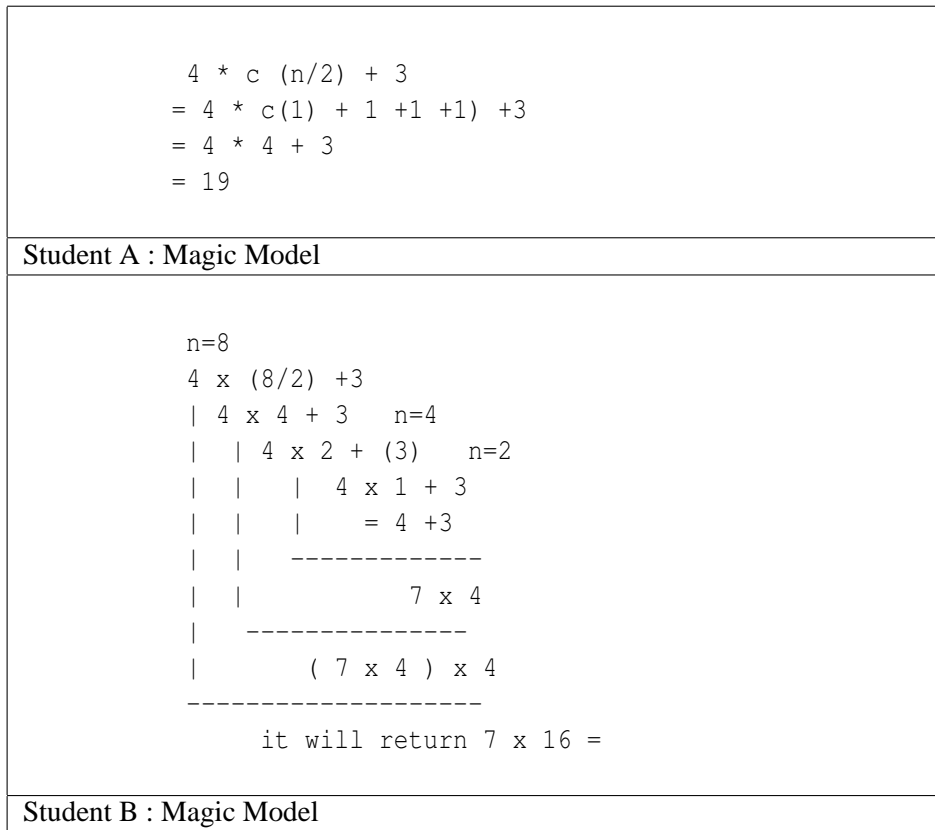 4 * c (n/2) + 3
= 4 * c(1) + 1 +1 +1) +3
= 4 * 4 + 3
= 19
Student A : Magic Model
n=8
4 x (8/2) +3
| 4 x 4 + 3   n=4
| | 4 x 2 + (3)   n=2
| | | 4 x 1 + 3
| | | = 4 +3
| | -------------
| | 7 x 4
| ---------------
| ( 7 x 4 ) x 4
--------------------
it will return 7 x 16 =
Student B : Magic Model